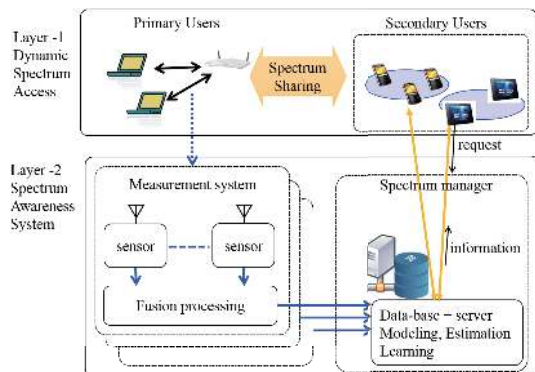 Primary Users
Secondary Users
Layer -1
Dynamic
Spectrum
Access
Spectrum
Sharing
request
Layer -2
Spectrum
Awareness
System
Measurement system
Spectrum manager
sensor
sensor
information
Fusion processing
Data-base – server
Modeling, Estimation
Learning